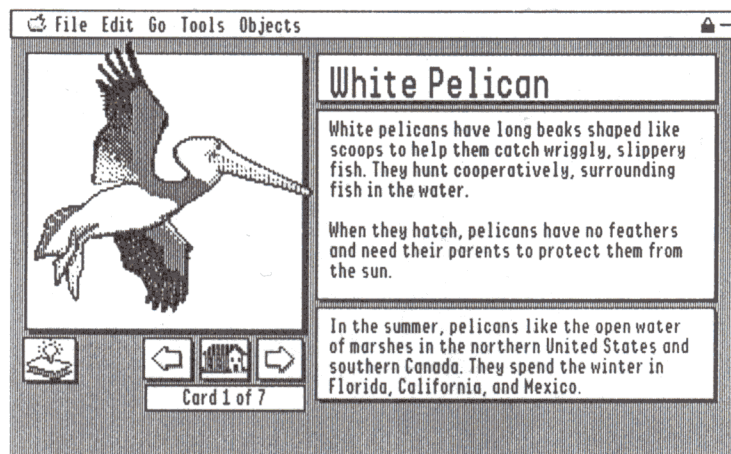 File Edit Go Tools Objects
White Pelican
White pelicans have long beaks shaped like
scoops to help them catch wriggly, slippery
fish. They hunt cooperatively, surrounding
fish in the water.
When they hatch, pelicans have no feathers
and need their parents to protect them from
the sun.
In the summer, pelicans like the open water
of marshes in the northern United States and
southern Canada. They spend the winter in
Florida, California, and Mexico.
Card 1 of 7